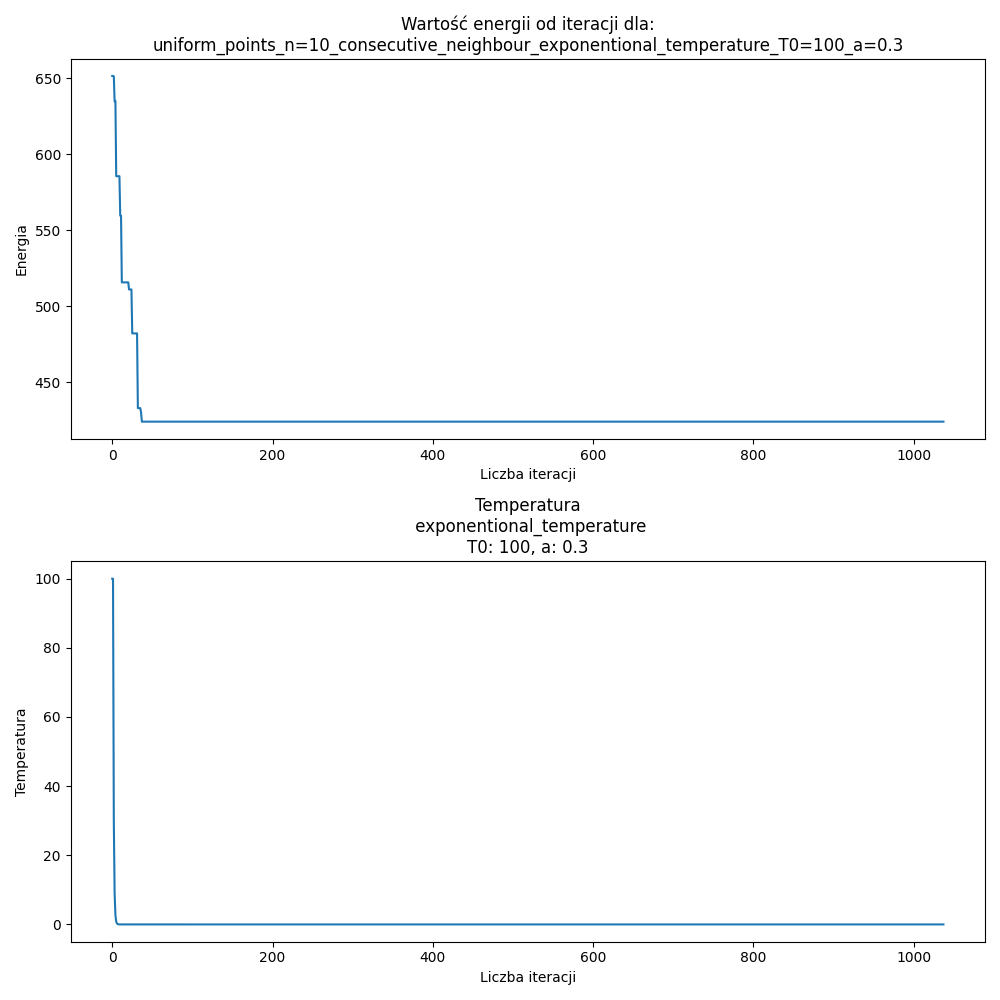 Wartość energii od iteracji dla:
uniform_points_n=10_consecutive_neighbour_exponentional_temperature_T0=100_a=0.3
650
600
550
500
450
Energia
0 200 400 600 800 1000
Liczba iteracji
Temperatura
exponentional_temperature
T0: 100, a: 0.3
100
80
60
40
20
0
Temperatura
0 200 400 600 800 1000
Liczba iteracji